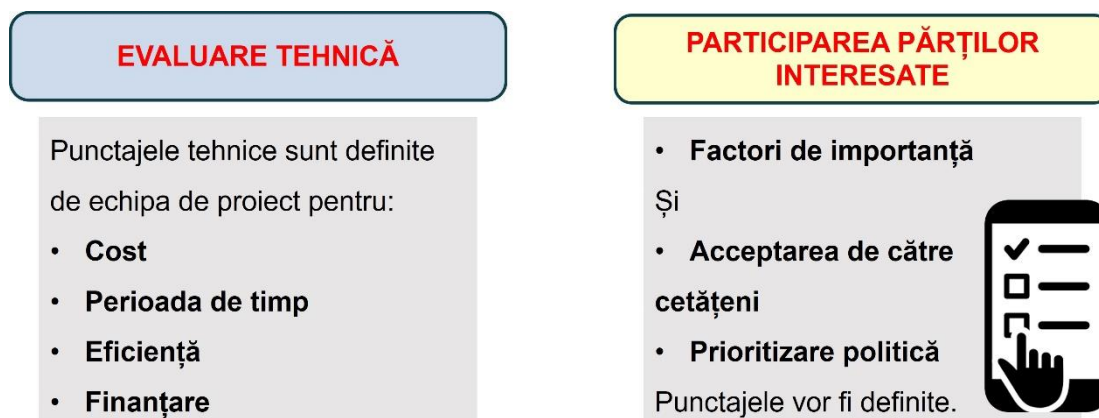 EVALUARE TEHNICĂ
Punctajele tehnice sunt definite
de echipa de proiect pentru:
• Cost
• Perioada de timp
• Eficiență
• Finanțare
PARTICIPAREA PĂRȚILOR
INTERESATE
• Factori de importanță
Și
• Acceptarea de către
cetățeni
• Prioritizare politică
Punctajele vor fi definite.